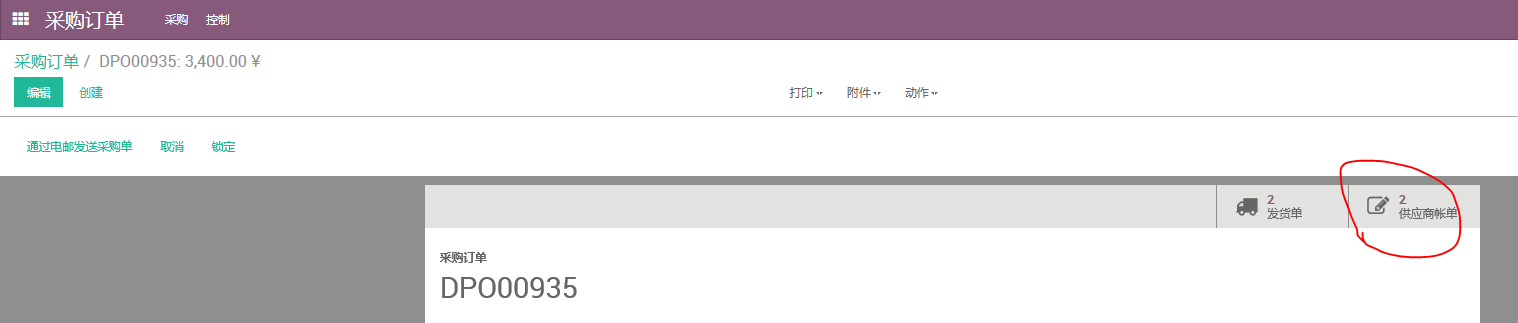 采购订单 采购 控制
采购订单 / DPO00935: 3,400.00 ¥
编辑 创建 打印 附件 动作
通过电邮发送采购单 取消 锁定
2 2
发货单 供应商帐单
采购订单
DPO00935